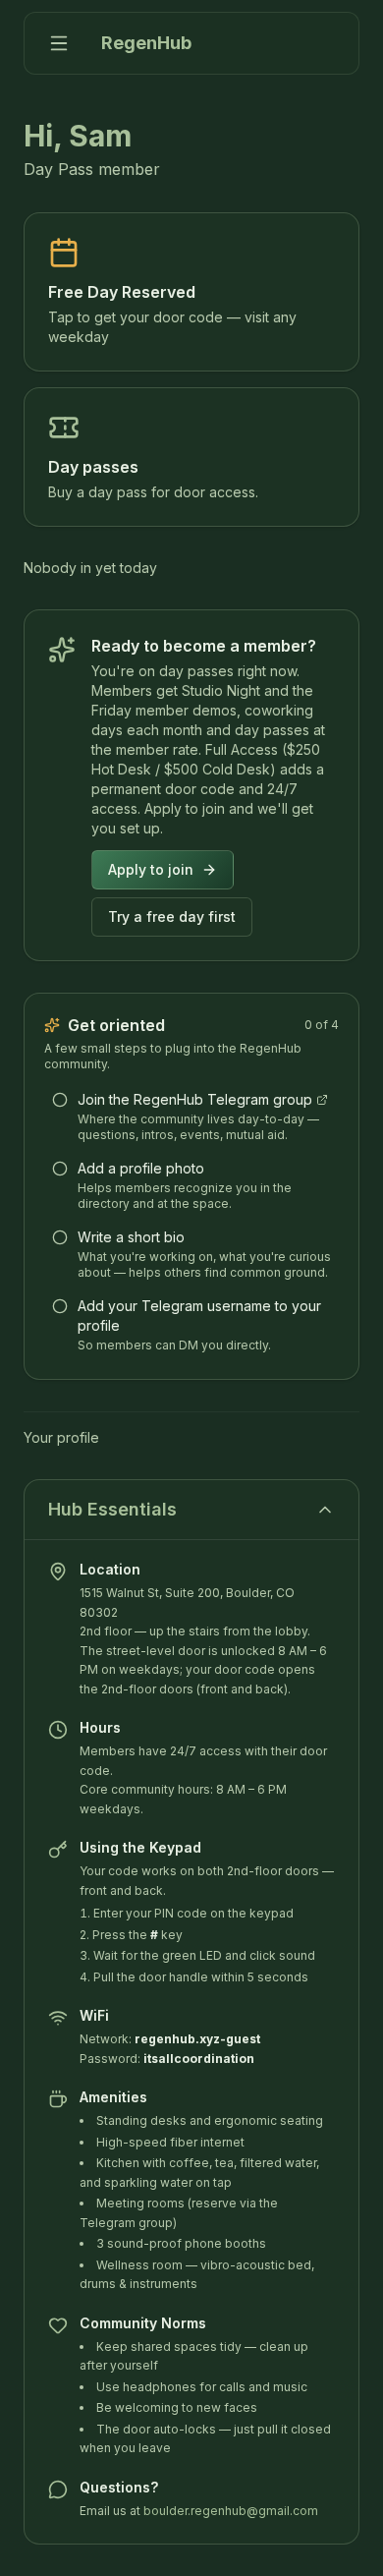 RegenHub
Hi, Sam
Day Pass member
Free Day Reserved
Tap to get your door code — visit any
weekday
Day passes
Buy a day pass for door access.
Nobody in yet today
Ready to become a member?
You're on day passes right now.
Members get Studio Night and the
Friday member demos, coworking
days each month and day passes at
the member rate. Full Access ($250
Hot Desk / $500 Cold Desk) adds a
permanent door code and 24/7
access. Apply to join and we'll get
you set up.
Apply to join
Try a free day first
Get oriented
0 of 4
A few small steps to plug into the RegenHub
community.
Join the RegenHub Telegram group
Where the community lives day-to-day —
questions, intros, events, mutual aid.
Add a profile photo
Helps members recognize you in the
directory and at the space.
Write a short bio
What you're working on, what you're curious
about — helps others find common ground.
Add your Telegram username to your
profile
So members can DM you directly.
Your profile
Hub Essentials
Location
1515 Walnut St, Suite 200, Boulder, CO
80302
2nd floor — up the stairs from the lobby.
The street-level door is unlocked 8 AM – 6
PM on weekdays; your door code opens
the 2nd-floor doors (front and back).
Hours
Members have 24/7 access with their door
code.
Core community hours: 8 AM – 6 PM
weekdays.
Using the Keypad
Your code works on both 2nd-floor doors —
front and back.
1. Enter your PIN code on the keypad
2. Press the # key
3. Wait for the green LED and click sound
4. Pull the door handle within 5 seconds
WiFi
Network: regenhub.xyz-guest
Password: itsallcoordination
Amenities
• Standing desks and ergonomic seating
• High-speed fiber internet
• Kitchen with coffee, tea, filtered water,
and sparkling water on tap
• Meeting rooms (reserve via the
Telegram group)
• 3 sound-proof phone booths
• Wellness room — vibro-acoustic bed,
drums & instruments
Community Norms
• Keep shared spaces tidy — clean up
after yourself
• Use headphones for calls and music
• Be welcoming to new faces
• The door auto-locks — just pull it closed
when you leave
Questions?
Email us at boulder.regenhub@gmail.com